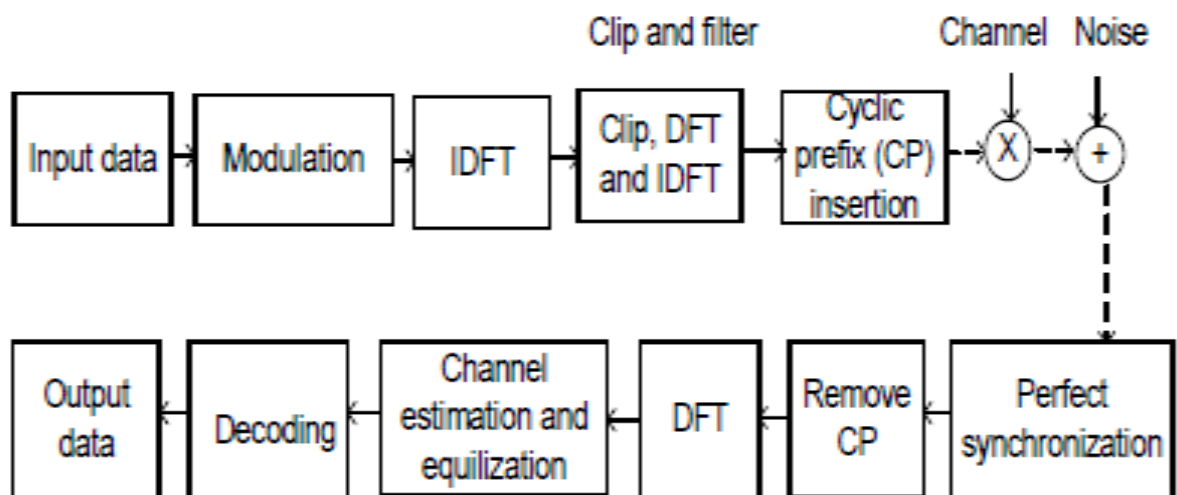 Clip and filter
Channel
Noise
Input data
Modulation
IDFT
Clip, DFT
and IDFT
Cyclic
prefix (CP)
insertion
X
+
Output
data
Decoding
Channel
estimation and
equilization
DFT
Remove
CP
Perfect
synchronization